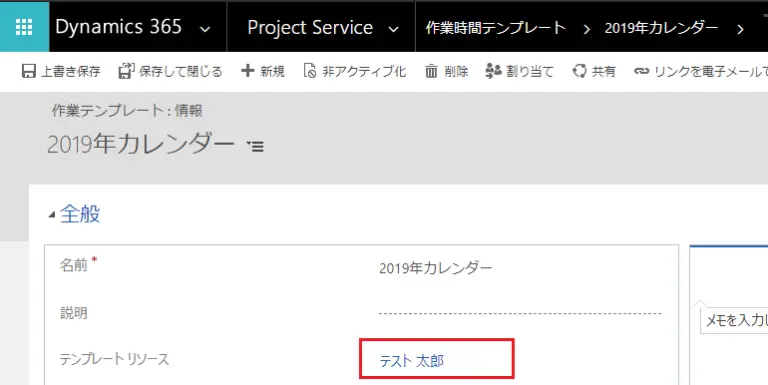 Dynamics 365 Project Service 作業時間テンプレート > 2019年カレンダー >
上書き保存 保存して閉じる 新規 非アクティブ化 削除 割り当て 共有 リンクを電子メールで
作業テンプレート : 情報
2019年カレンダー
全般
名前 * 2019年カレンダー
説明
メモを入力し
テンプレート リソース テスト 太郎